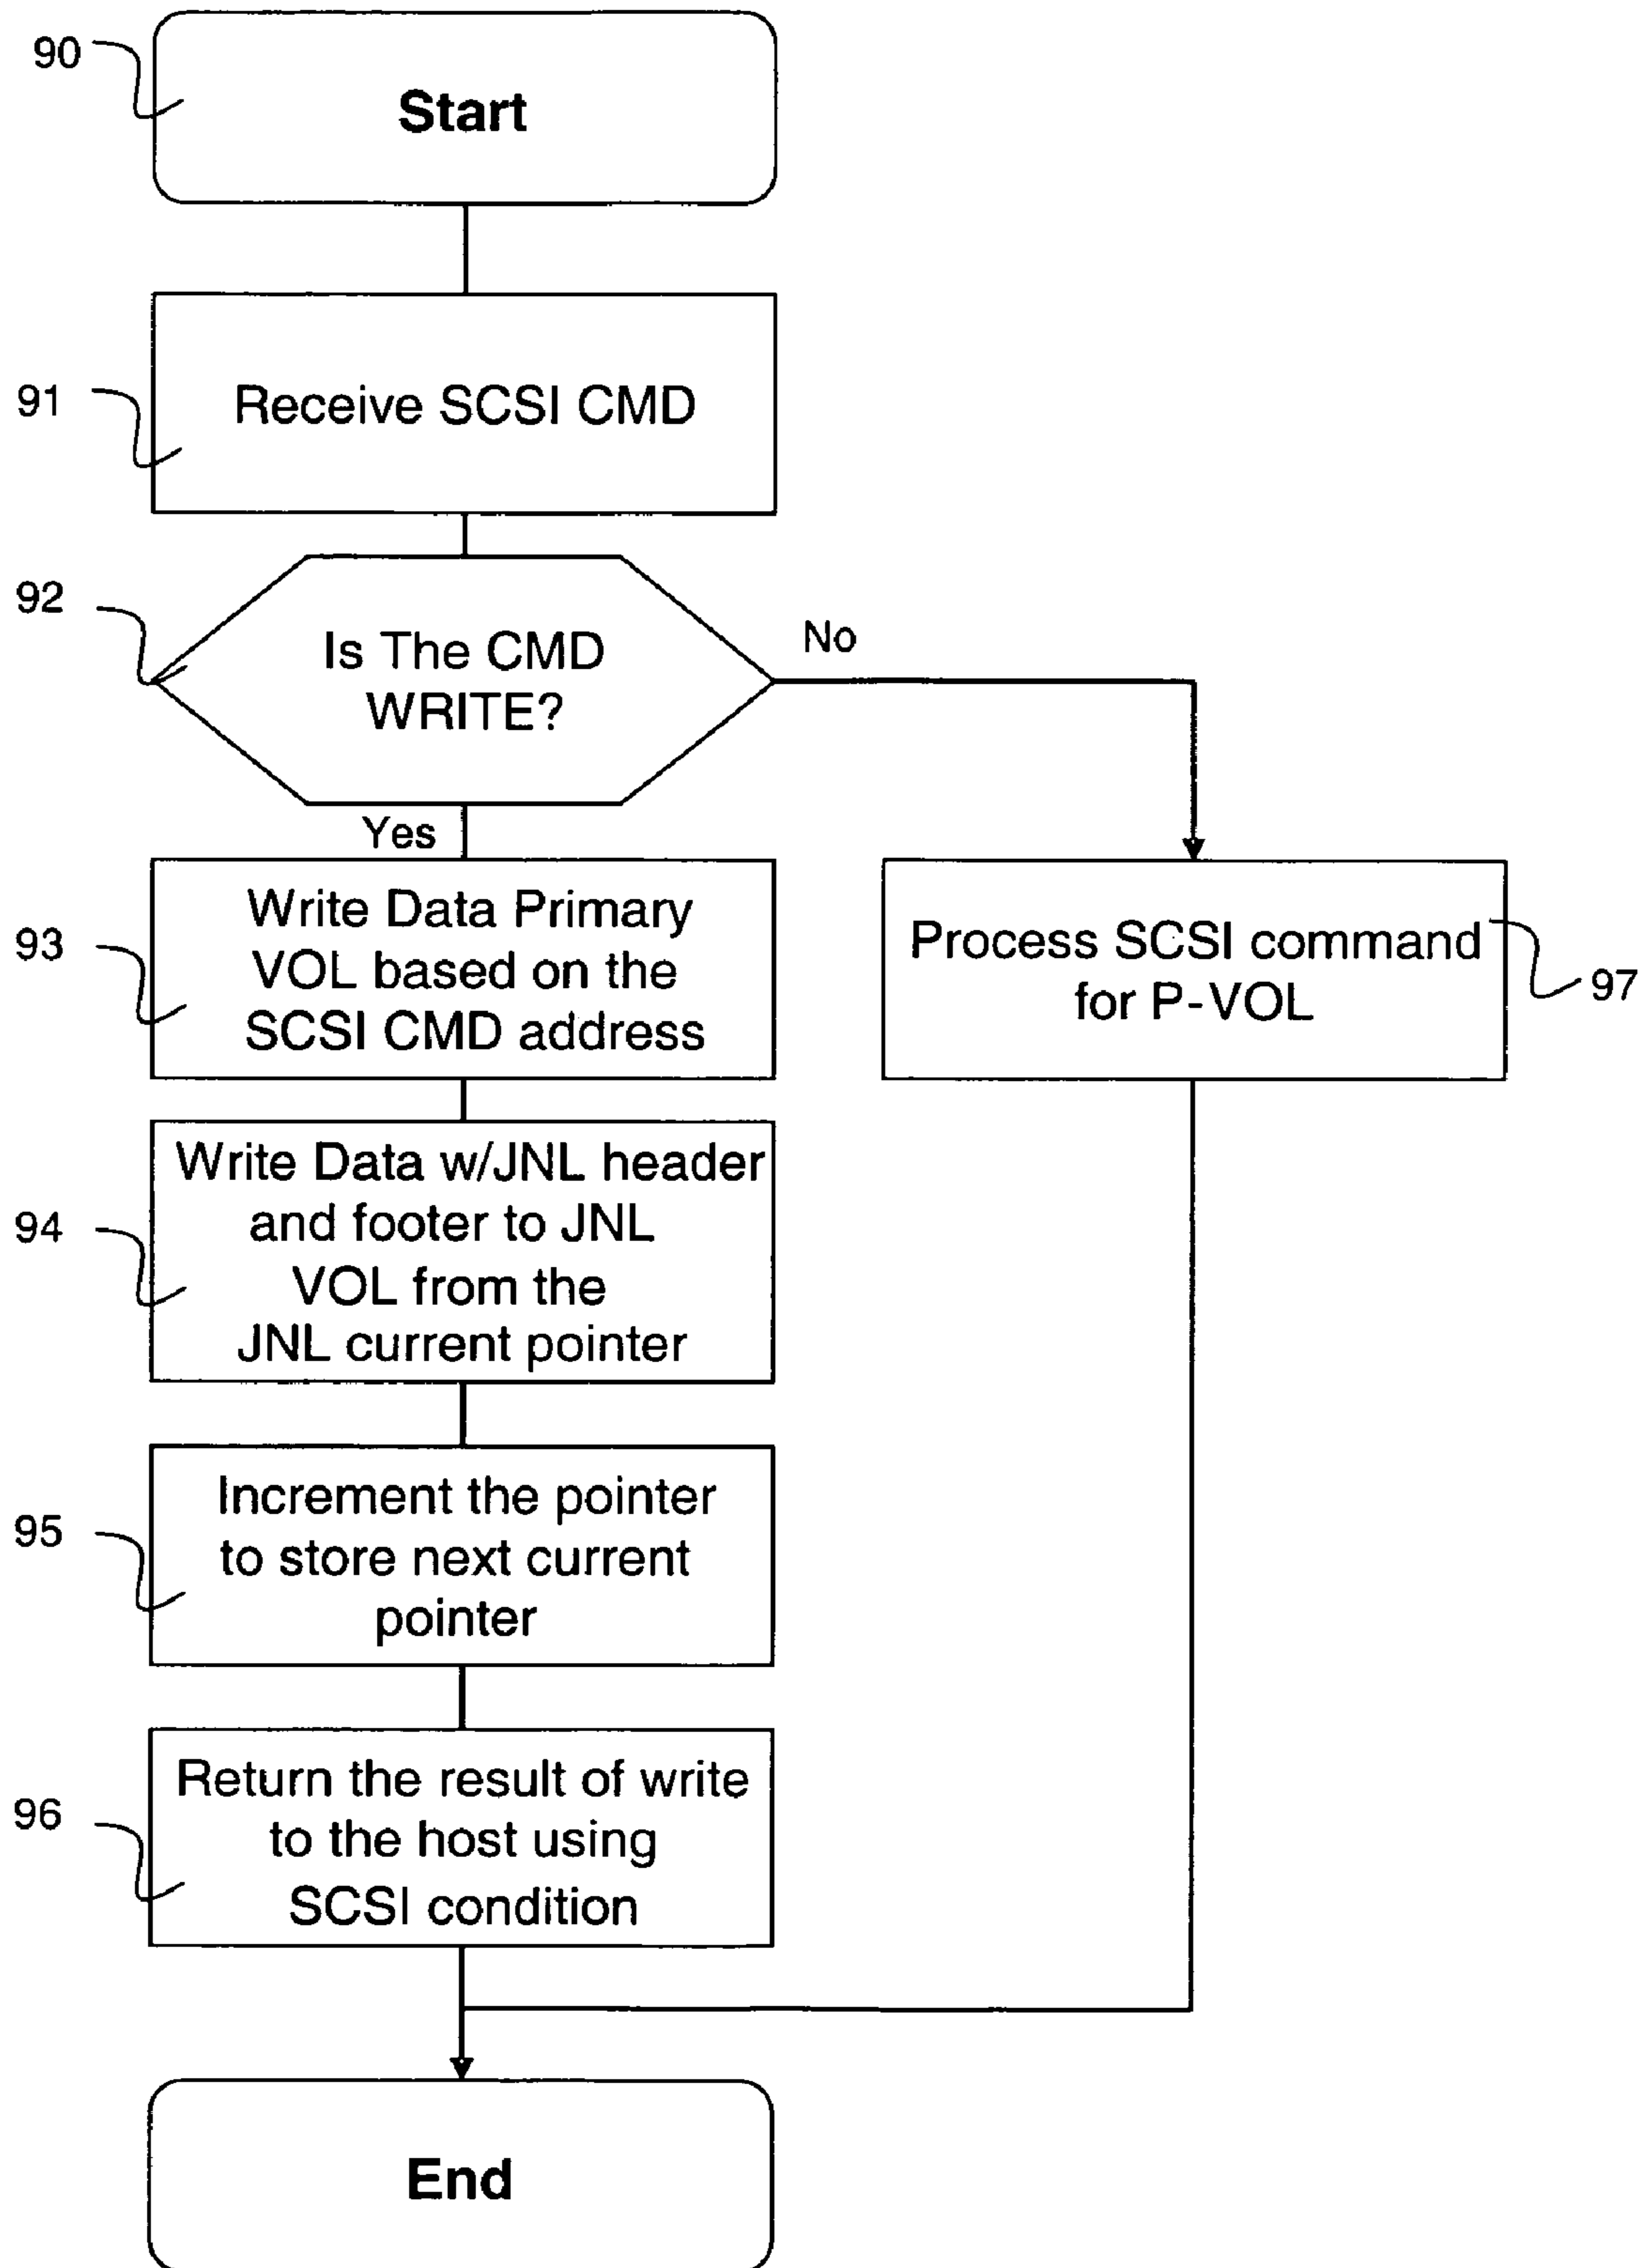 90
Start
91
Receive SCSI CMD
92
Is The CMD
WRITE?
No
Yes
93
Write Data Primary
VOL based on the
SCSI CMD address
Process SCSI command
for P-VOL
97
94
Write Data w/JNL header
and footer to JNL
VOL from the
JNL current pointer
95
Increment the pointer
to store next current
pointer
96
Return the result of write
to the host using
SCSI condition
End